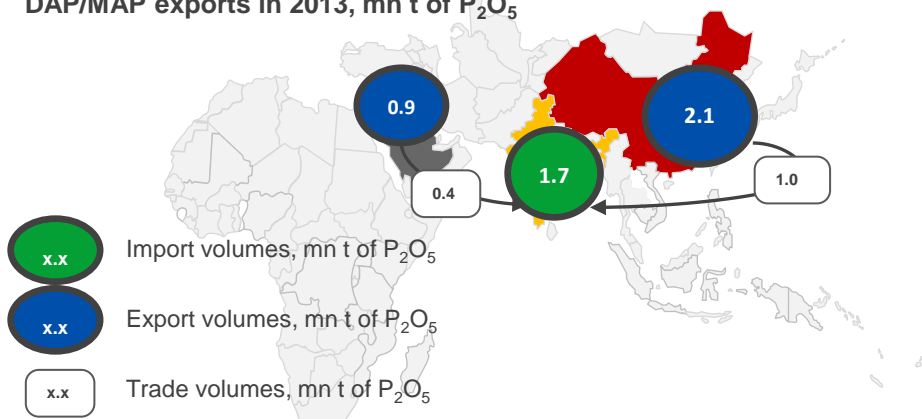 DAP/MAP exports in 2013, mn t of P₂O₅
0.9
2.1
1.7
0.4
1.0
x.x Import volumes, mn t of P₂O₅
x.x Export volumes, mn t of P₂O₅
x.x Trade volumes, mn t of P₂O₅